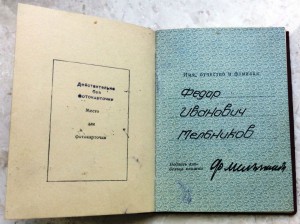 Действительно
без
фотокарточки
Место
для
фотокарточки
Имя, отчество и фамилия
Федор
Иванович
Мельников